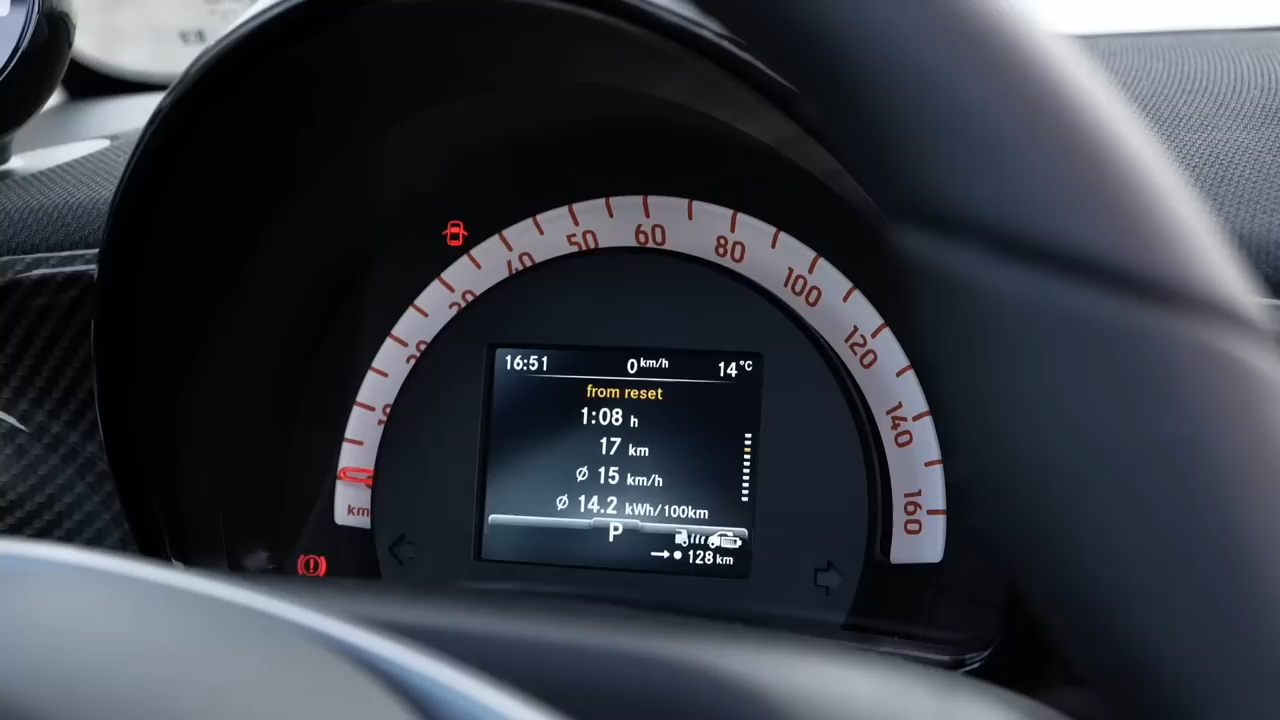 16:51 0 km/h 14°C
from reset
1:08 h
17 km
Ø 15 km/h
Ø 14.2 kWh/100km
P
128 km
20
30
40
50
60
80
100
120
140
160
km